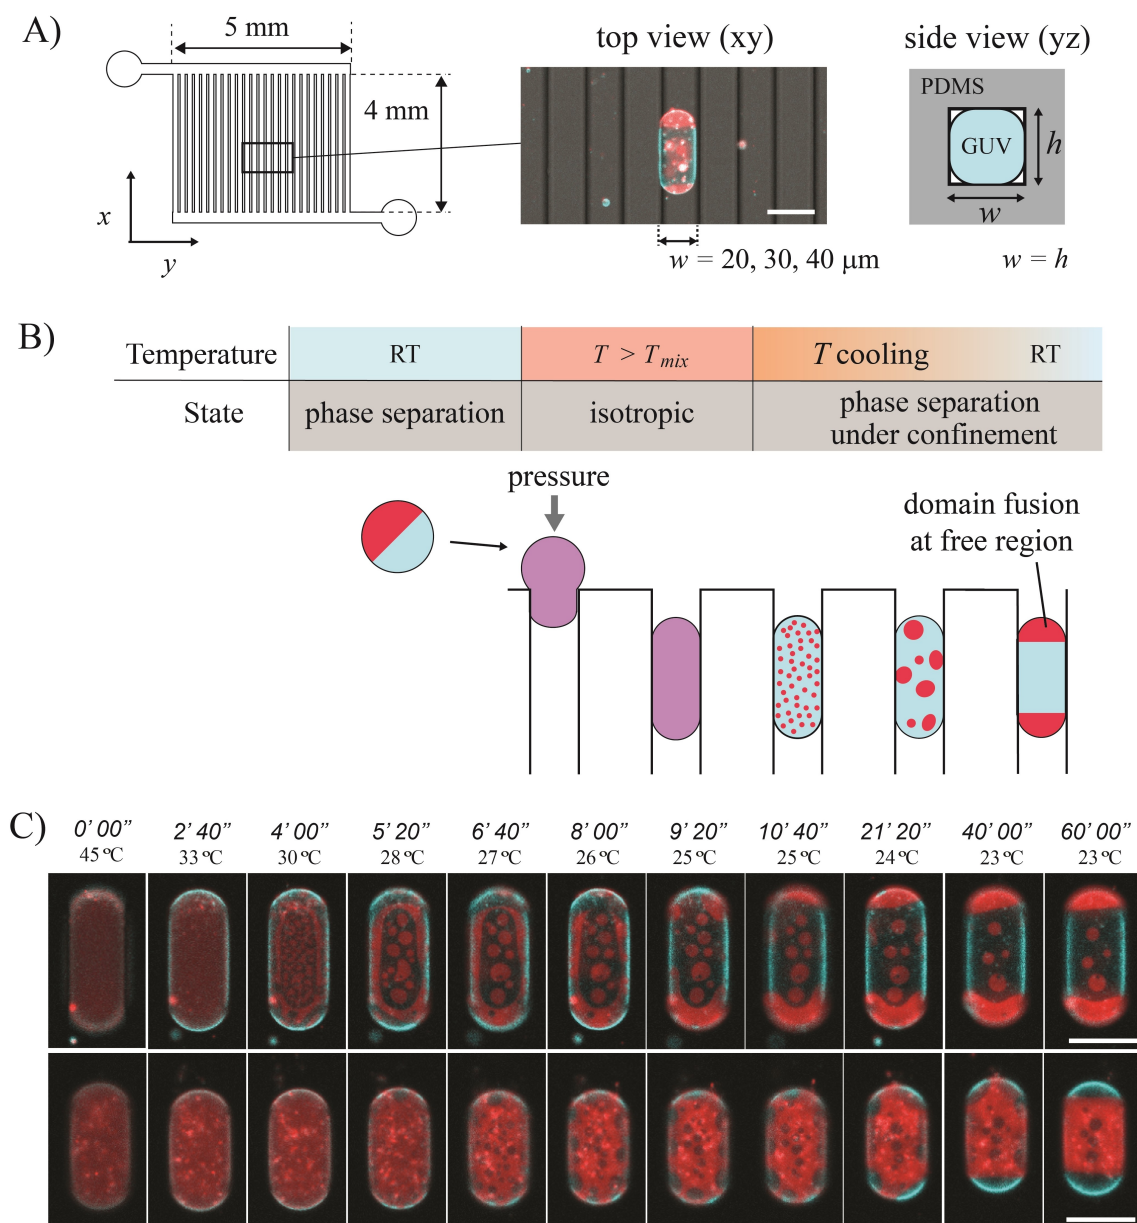 A)
5 mm
4 mm
x
y
top view (xy)
w = 20, 30, 40 μm
side view (yz)
PDMS
GUV
h
w
w = h
B)
Temperature RT T > Tmix T cooling RT
State phase separation isotropic phase separation
under confinement
pressure
domain fusion
at free region
C)
0’ 00” 2’ 40” 4’ 00” 5’ 20” 6’ 40” 8’ 00” 9’ 20” 10’ 40” 21’ 20” 40’ 00” 60’ 00”
45 ºC 33 ºC 30 ºC 28 ºC 27 ºC 26 ºC 25 ºC 25 ºC 24 ºC 23 ºC 23 ºC